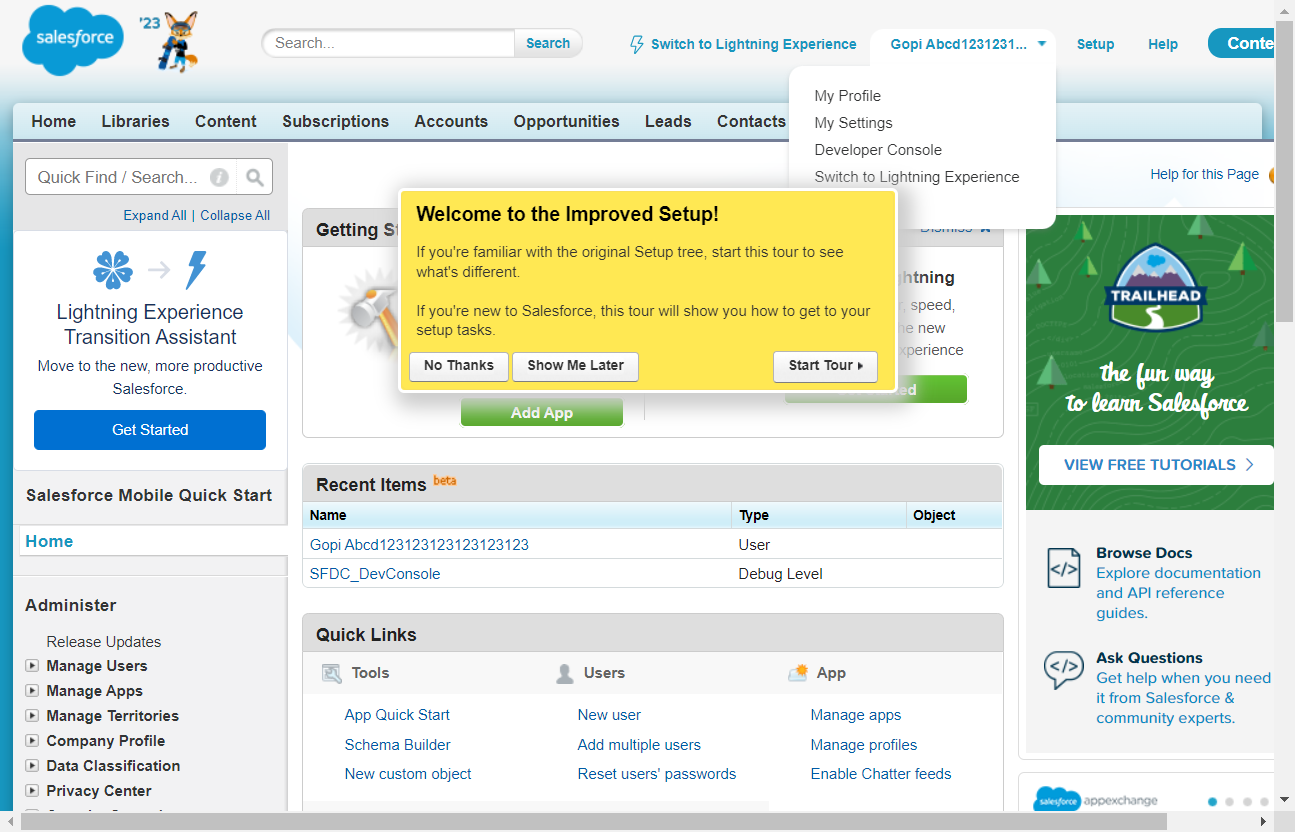 salesforce
'23
Search...
Search
Switch to Lightning Experience
Gopi Abcd1231231...
Setup
Help
Conte
My Profile
My Settings
Developer Console
Switch to Lightning Experience
Home
Libraries
Content
Subscriptions
Accounts
Opportunities
Leads
Contacts
Quick Find / Search...
Expand All | Collapse All
Lightning Experience
Transition Assistant
Move to the new, more productive
Salesforce.
Get Started
Salesforce Mobile Quick Start
Home
Administer
Release Updates
Manage Users
Manage Apps
Manage Territories
Company Profile
Data Classification
Privacy Center
Help for this Page
Getting S
Dismiss
Welcome to the Improved Setup!
If you're familiar with the original Setup tree, start this tour to see
what's different.
If you're new to Salesforce, this tour will show you how to get to your
setup tasks.
No Thanks
Show Me Later
Start Tour
htning
, speed,
he new
xperience
ed
Add App
Recent Items beta
Name Type Object
Gopi Abcd123123123123123 User
SFDC_DevConsole Debug Level
Quick Links
Tools
Users
App
App Quick Start
New user
Manage apps
Schema Builder
Add multiple users
Manage profiles
New custom object
Reset users' passwords
Enable Chatter feeds
TRAILHEAD
the fun way
to learn Salesforce
VIEW FREE TUTORIALS
Browse Docs
Explore documentation
and API reference
guides.
Ask Questions
Get help when you need
it from Salesforce &
community experts.
salesforce appexchange